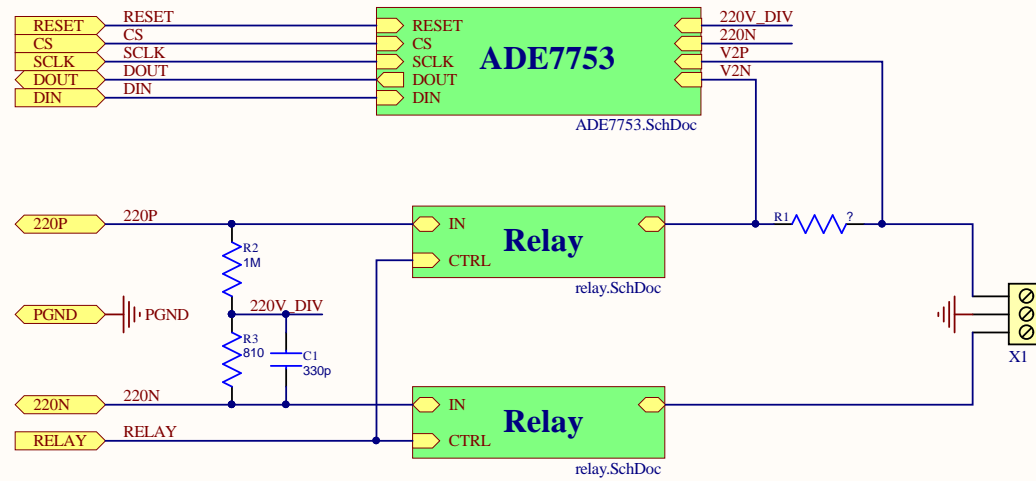 RESET RESET RESET 220V_DIV
CS CS CS 220N
SCLK SCLK SCLK ADE7753 V2P
DOUT DOUT DOUT V2N
DIN DIN DIN
ADE7753.SchDoc
220P 220P IN Relay R1 ?
R2
1M
CTRL
relay.SchDoc
PGND PGND 220V_DIV
R3
810
C1
330p
X1
220N 220N IN Relay
RELAY RELAY CTRL
relay.SchDoc